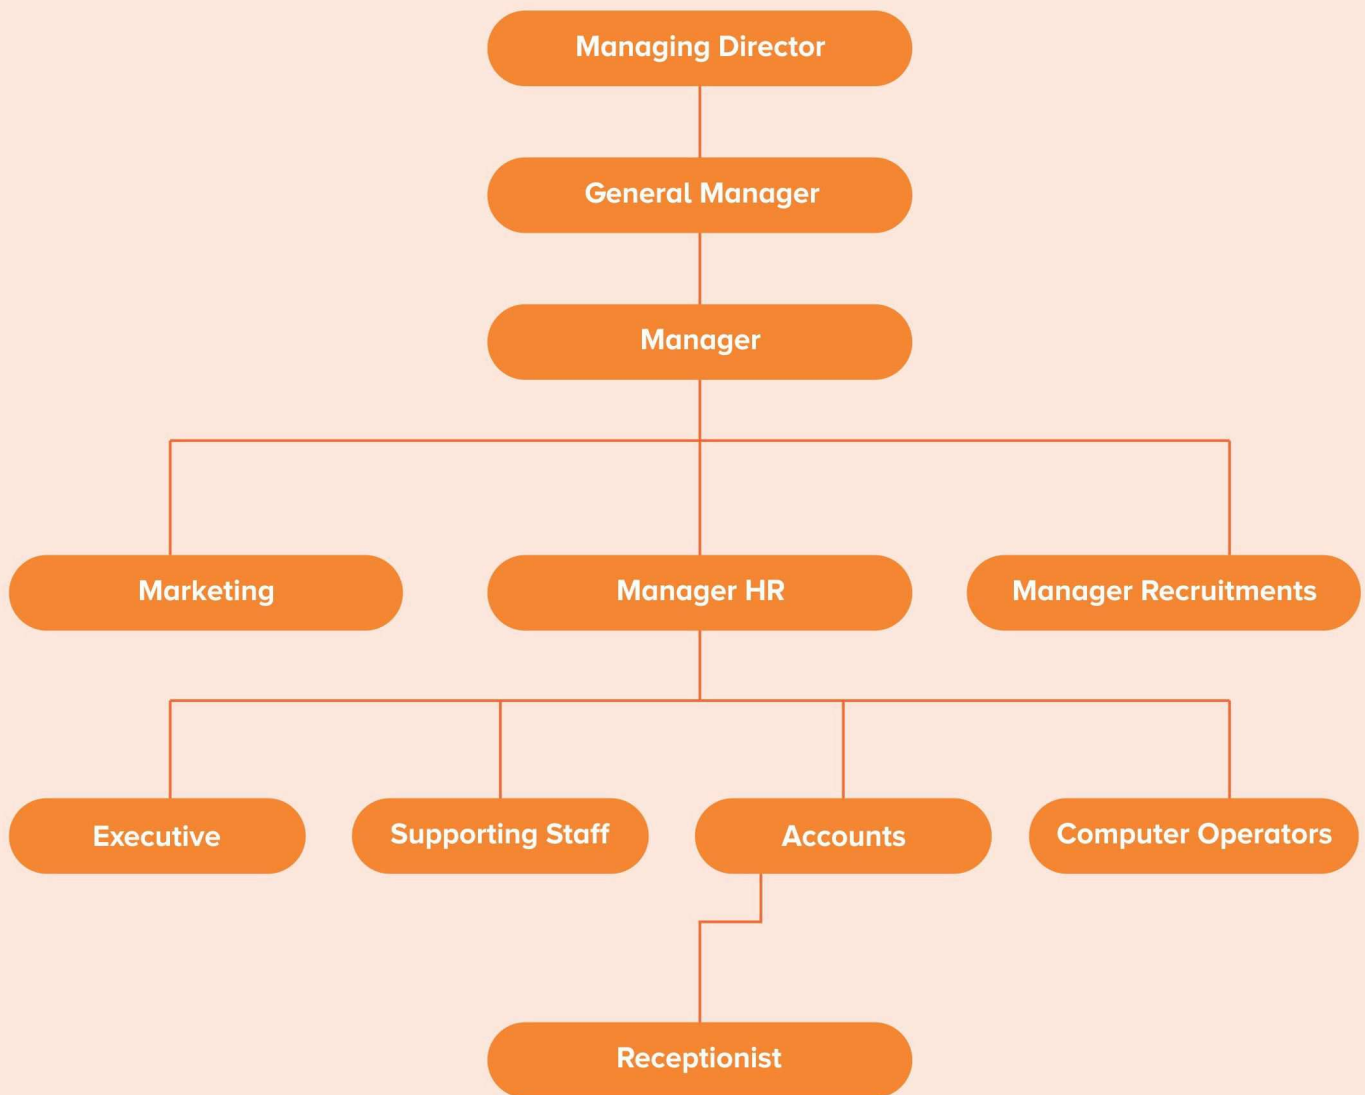 Managing Director
General Manager
Manager
Marketing
Manager HR
Manager Recruitments
Executive
Supporting Staff
Accounts
Computer Operators
Receptionist